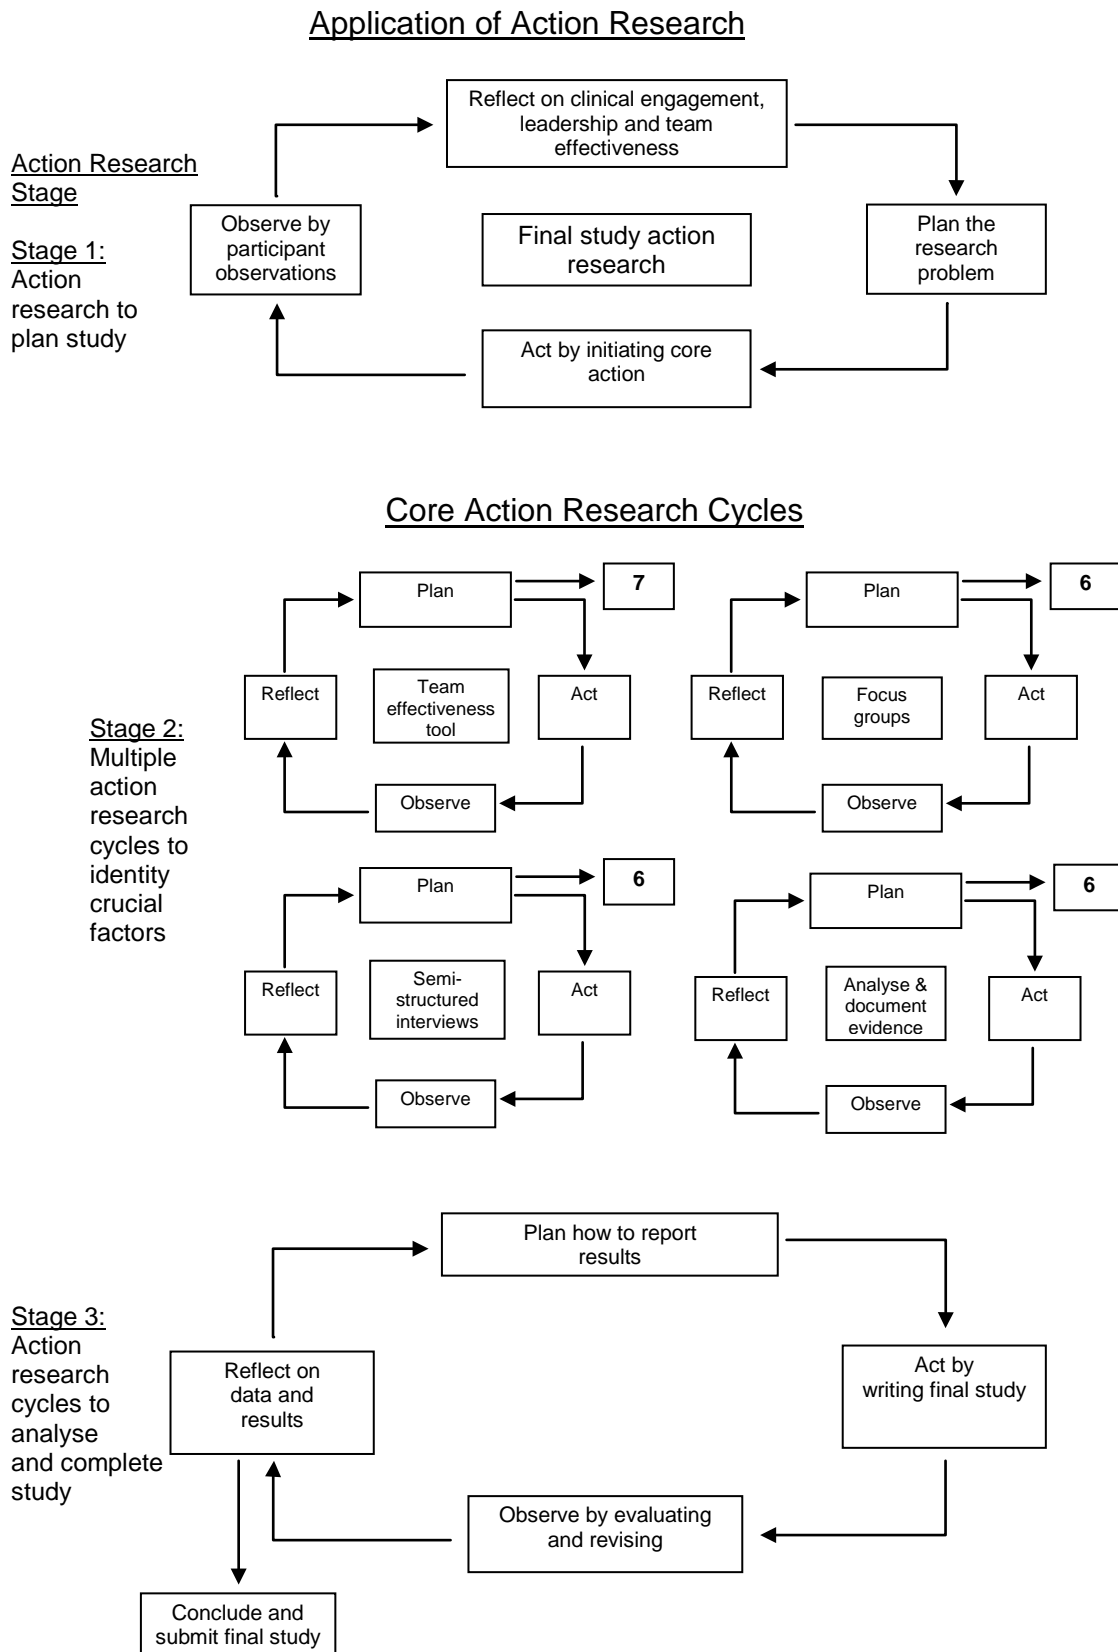 Application of Action Research
Reflect on clinical engagement,
leadership and team
effectiveness
Action Research
Stage
Stage 1:
Action
research to
plan study
Observe by
participant
observations
Final study action
research
Plan the
research
problem
Act by initiating core
action
Core Action Research Cycles
Stage 2:
Multiple
action
research
cycles to
identity
crucial
factors
Plan
7
Reflect
Team
effectiveness
tool
Act
Observe
Plan
6
Reflect
Focus
groups
Act
Observe
Plan
6
Reflect
Semi-
structured
interviews
Act
Observe
Plan
6
Reflect
Analyse &
document
evidence
Act
Observe
Stage 3:
Action
research
cycles to
analyse
and complete
study
Plan how to report
results
Reflect on
data and
results
Act by
writing final study
Observe by evaluating
and revising
Conclude and
submit final study